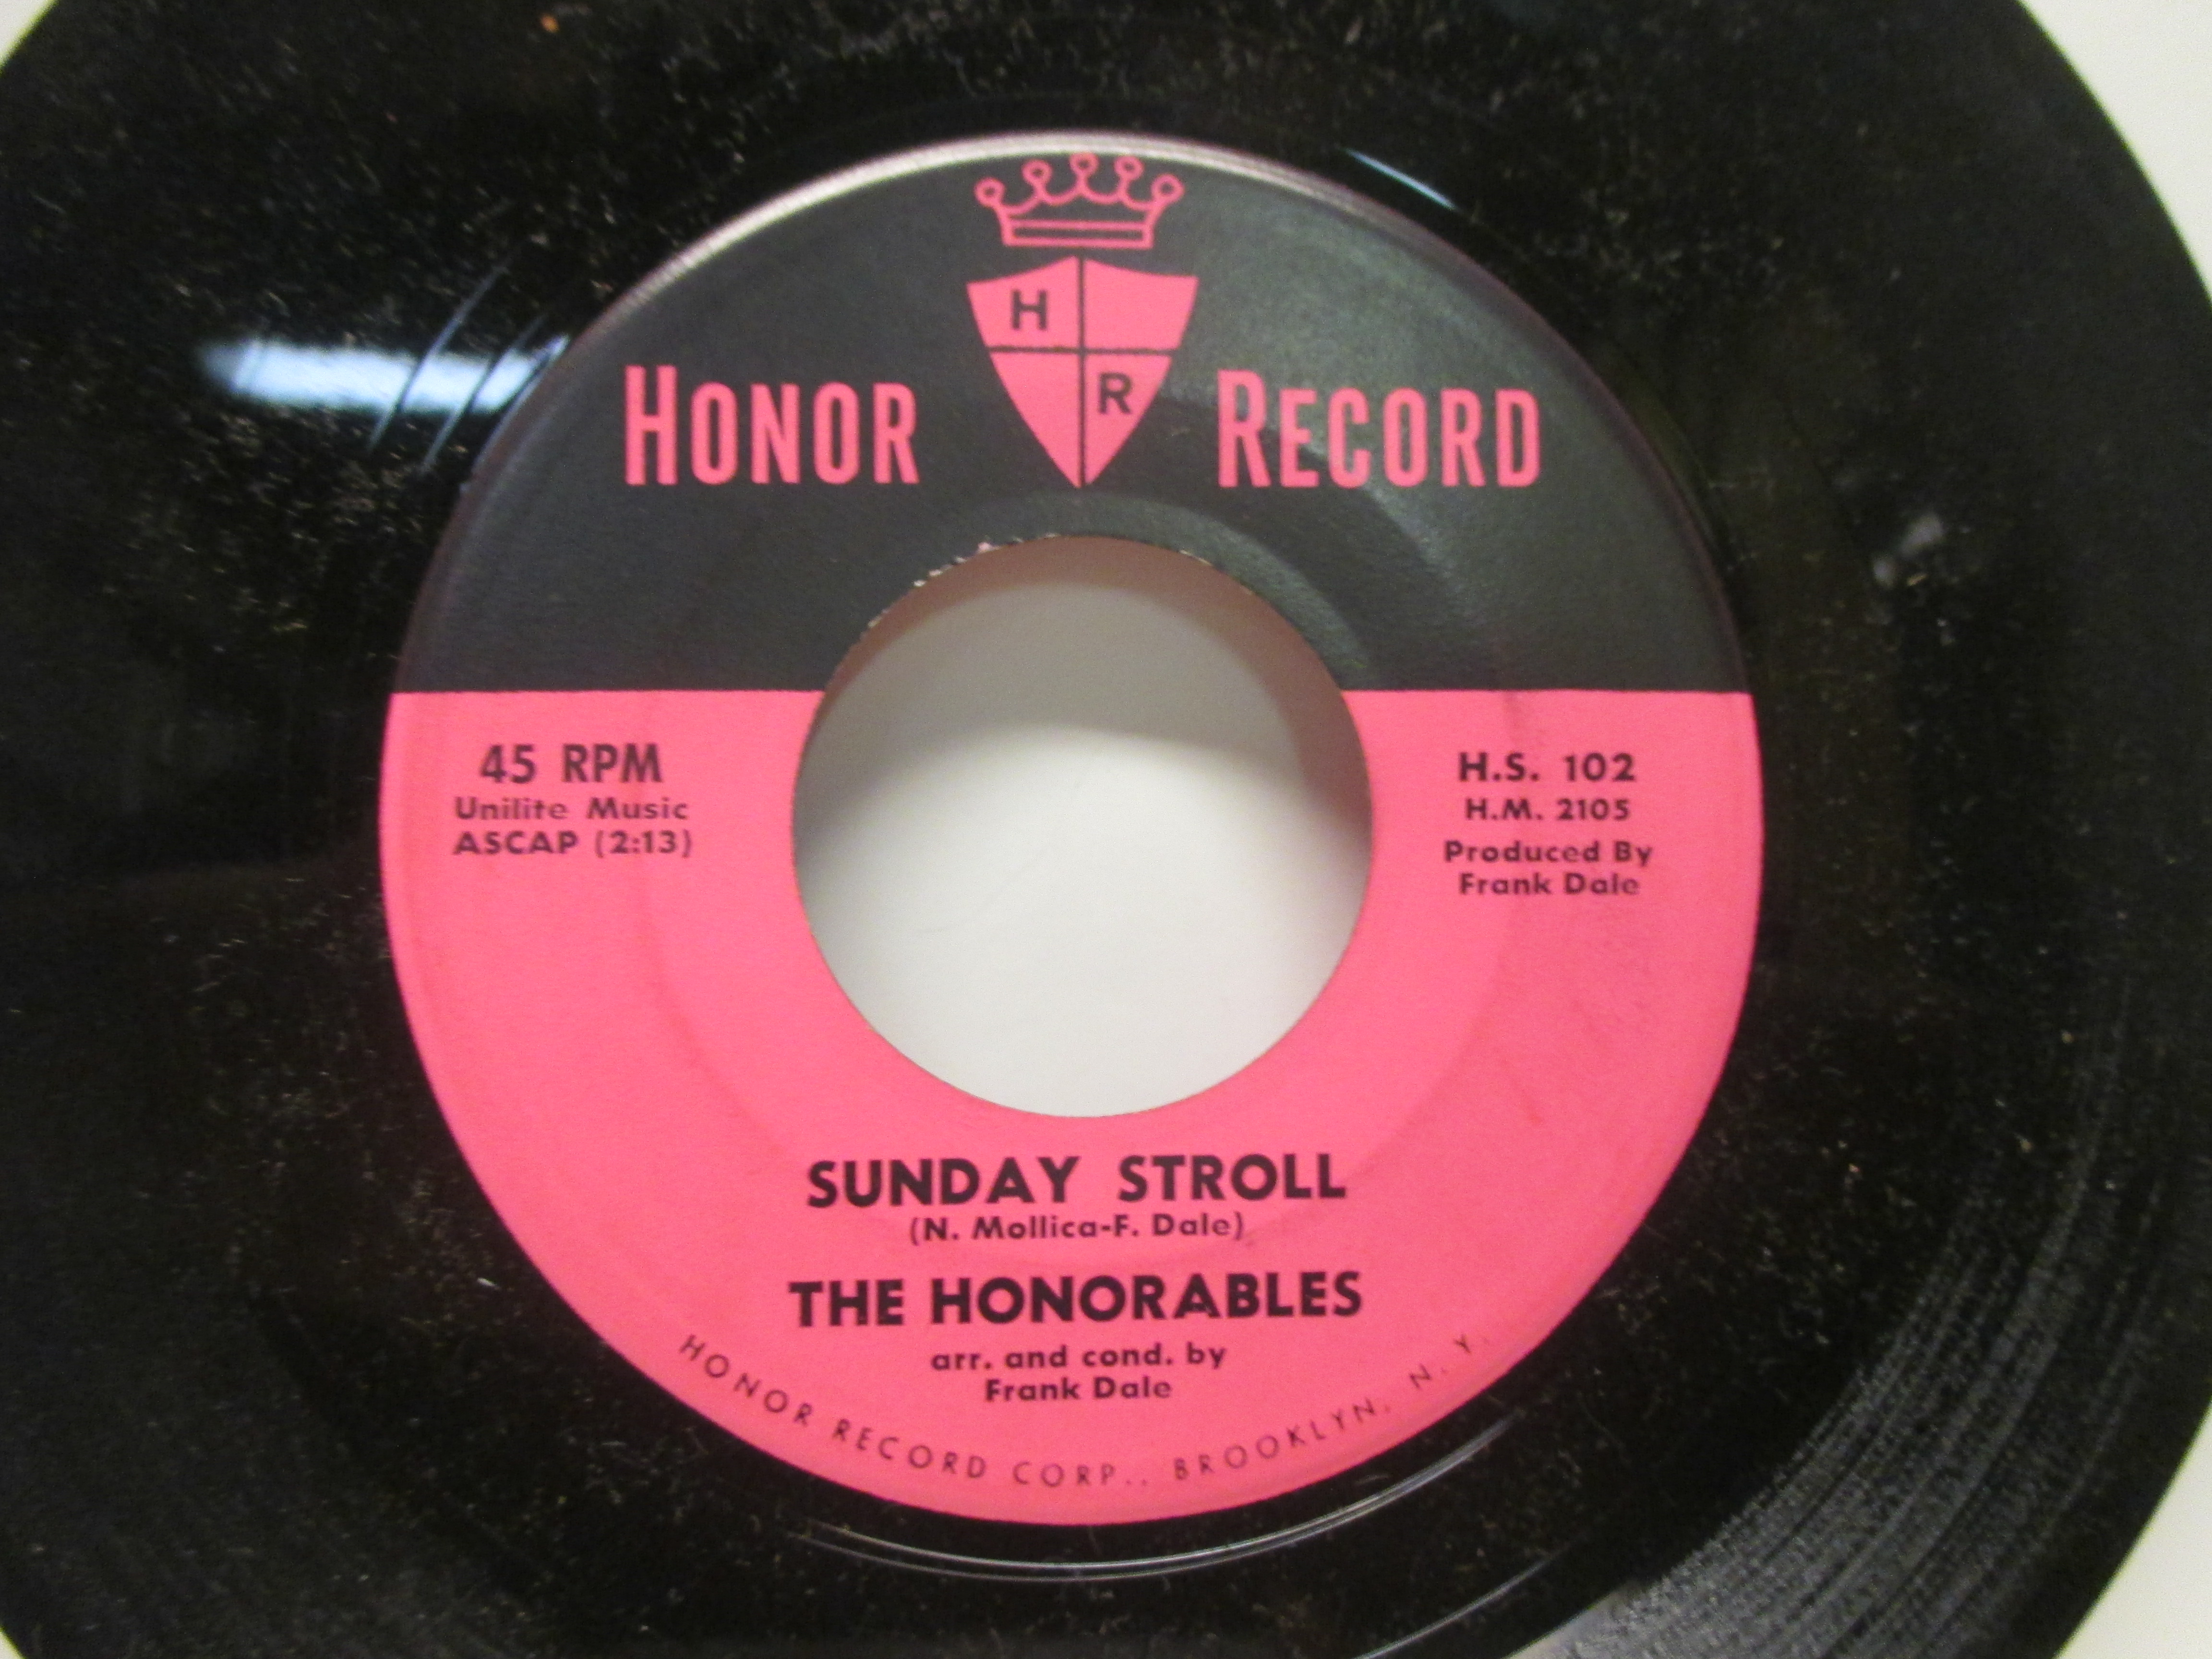 H
R
HONOR RECORD
45 RPM
Unilite Music
ASCAP (2:13)
H.S. 102
H.M. 2105
Produced By
Frank Dale
SUNDAY STROLL
(N. Mollica-F. Dale)
THE HONORABLES
arr. and cond. by
Frank Dale
HONOR RECORD CORP., BROOKLYN, N. Y.